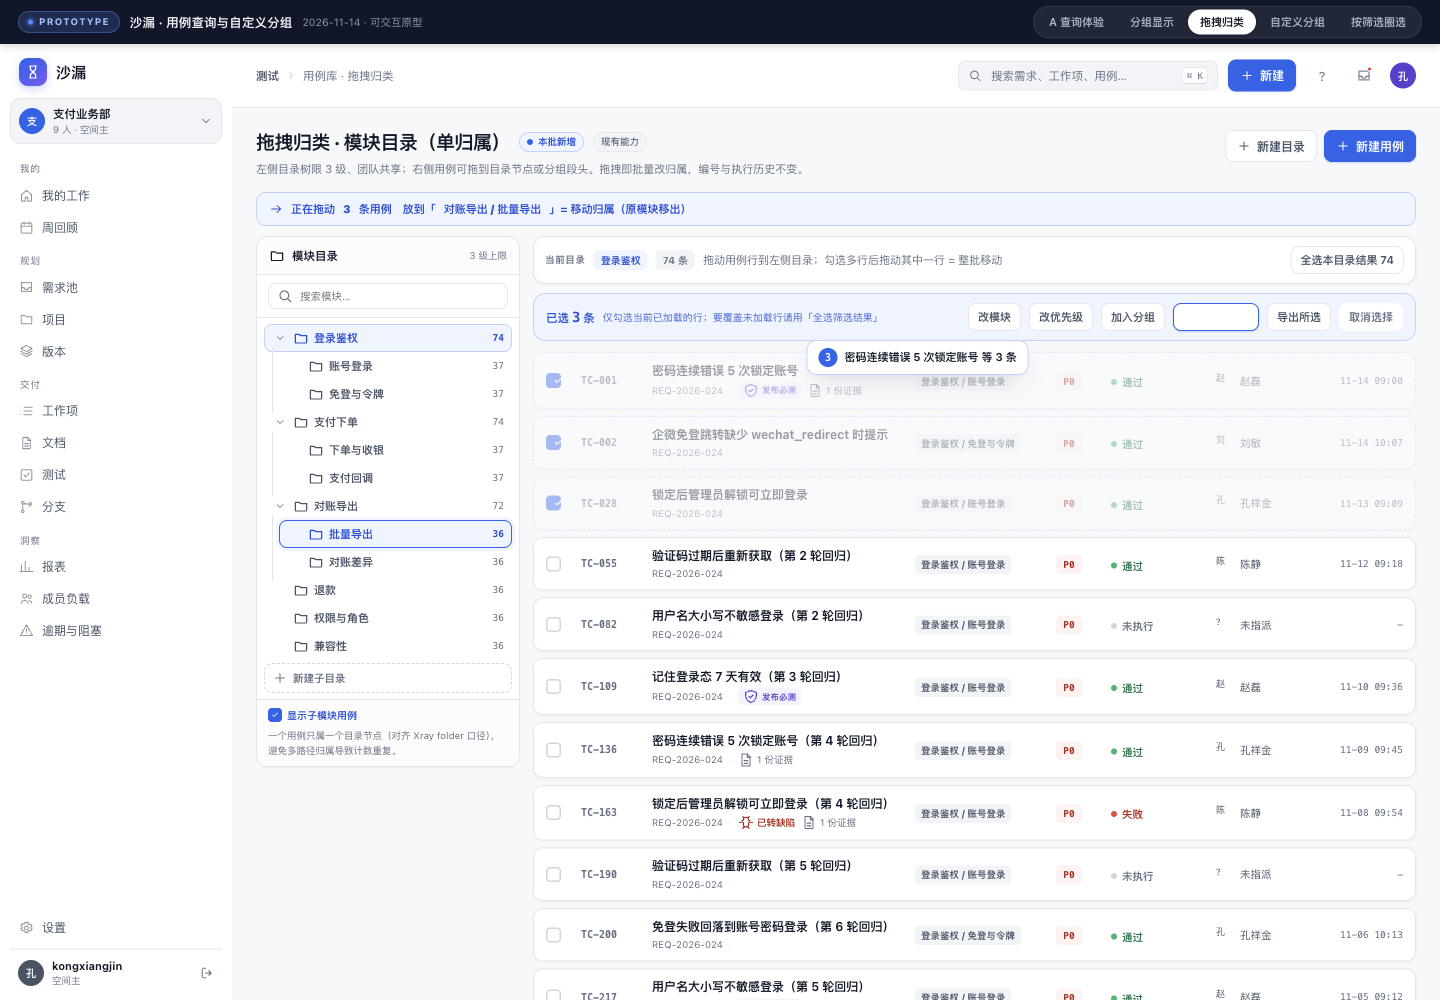 PROTOTYPE 沙漏 · 用例查询与自定义分组 2026-11-14 · 可交互原型 A 查询体验 分组显示 拖拽归类 自定义分组 按筛选圈选
沙漏
测试 用例库 · 拖拽归类 搜索需求、工作项、用例... ⌘ K 新建 ? 孔
支 支付业务部
9 人 · 空间主
我的
我的工作
周回顾
规划
需求池
项目
版本
交付
工作项
文档
测试
分支
洞察
报表
成员负载
逾期与阻塞
设置
孔 kongxiangjin
空间主
拖拽归类 · 模块目录（单归属） 本批新增 现有能力 新建目录 新建用例
左侧目录树限 3 级、团队共享；右侧用例可拖到目录节点或分组段头。拖拽即批量改归属，编号与执行历史不变。
正在拖动 3 条用例 放到「 对账导出 / 批量导出 」= 移动归属（原模块移出）
模块目录 3 级上限
搜索模块...
登录鉴权 74
账号登录 37
免登与令牌 37
支付下单 74
下单与收银 37
支付回调 37
对账导出 72
批量导出 36
对账差异 36
退款 36
权限与角色 36
兼容性 36
新建子目录
显示子模块用例
一个用例只属一个目录节点（对齐 Xray folder 口径），
避免多路径归属导致计数重复。
当前目录 登录鉴权 74 条 拖动用例行到左侧目录；勾选多行后拖动其中一行 = 整批移动 全选本目录结果 74
已选 3 条 仅勾选当前已加载的行；要覆盖未加载行请用「全选筛选结果」 改模块 改优先级 加入分组 导出所选 取消选择
3 密码连续错误 5 次锁定账号 等 3 条
TC-001 密码连续错误 5 次锁定账号 登录鉴权 / 账号登录 P0 通过 赵 赵磊 11-14 09:00
REQ-2026-024 · 发布必测 1 份证据
TC-002 企微免登跳转缺少 wechat_redirect 时提示 登录鉴权 / 免登与令牌 P0 通过 刘 刘敏 11-14 10:07
REQ-2026-024
TC-028 锁定后管理员解锁可立即登录 登录鉴权 / 账号登录 P0 通过 孔 孔祥金 11-13 09:09
REQ-2026-024
TC-055 验证码过期后重新获取（第 2 轮回归） 登录鉴权 / 账号登录 P0 通过 陈 陈静 11-12 09:18
REQ-2026-024 ·
TC-082 用户名大小写不敏感登录（第 2 轮回归） 登录鉴权 / 账号登录 P0 未执行 ? 未指派 —
REQ-2026-024 ·
TC-109 记住登录态 7 天有效（第 3 轮回归） 登录鉴权 / 账号登录 P0 通过 赵 赵磊 11-10 09:36
REQ-2026-024 · 发布必测
TC-136 密码连续错误 5 次锁定账号（第 4 轮回归） 登录鉴权 / 账号登录 P0 通过 孔 孔祥金 11-09 09:45
REQ-2026-024 · 1 份证据
TC-163 锁定后管理员解锁可立即登录（第 4 轮回归） 登录鉴权 / 账号登录 P0 失败 陈 陈静 11-08 09:54
REQ-2026-024 · 已转缺陷 1 份证据
TC-190 验证码过期后重新获取（第 5 轮回归） 登录鉴权 / 账号登录 P0 未执行 ? 未指派 —
REQ-2026-024 ·
TC-200 免登失败回落到账号密码登录（第 6 轮回归） 登录鉴权 / 免登与令牌 P0 通过 孔 孔祥金 11-06 10:13
REQ-2026-024 ·
TC-217 用户名大小写不敏感登录（第 5 轮回归） 登录鉴权 / 账号登录 P0 通过 赵 赵磊 11-05 09:12